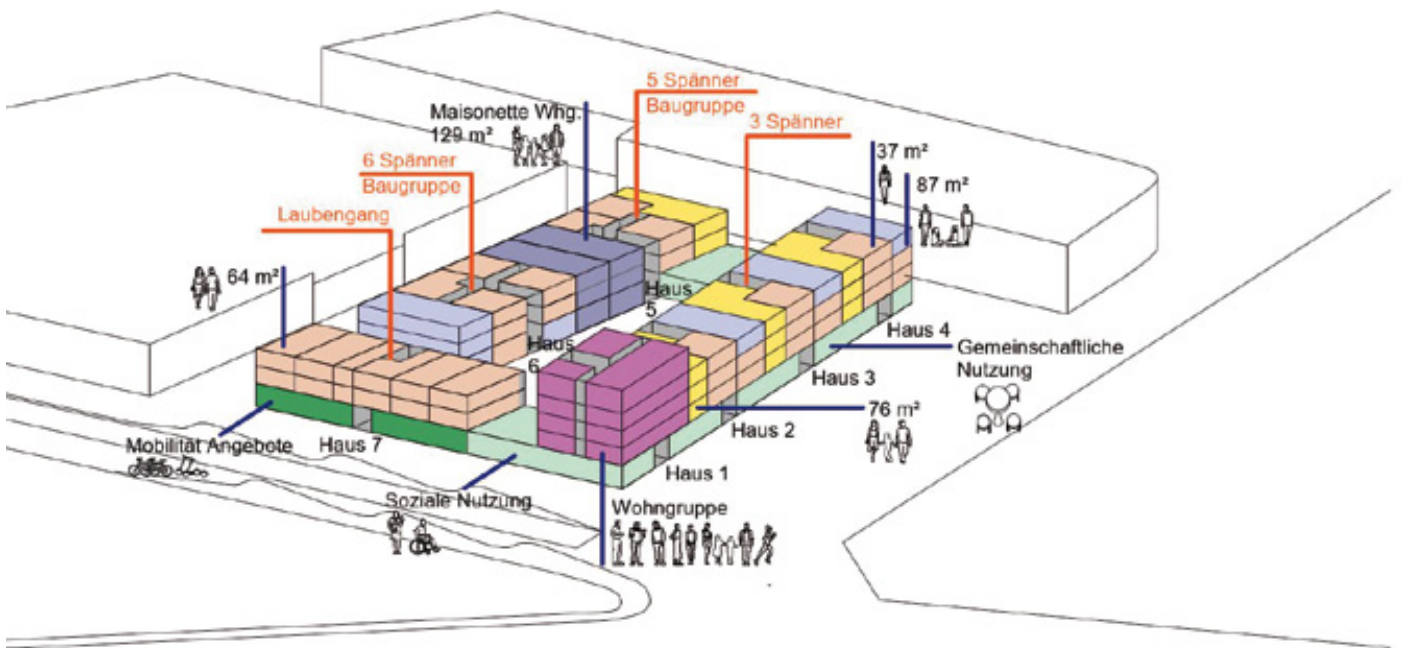 5 Spänner
Baugruppe
Maisonette Whg.
129 m²
3 Spänner
6 Spänner
Baugruppe
37 m²
87 m²
Laubengang
64 m²
Haus
5
Haus
6
Haus 4
Gemeinschaftliche
Nutzung
Haus 3
76 m²
Haus 2
Mobilität Angebote
Haus 7
Haus 1
Soziale Nutzung
Wohngruppe